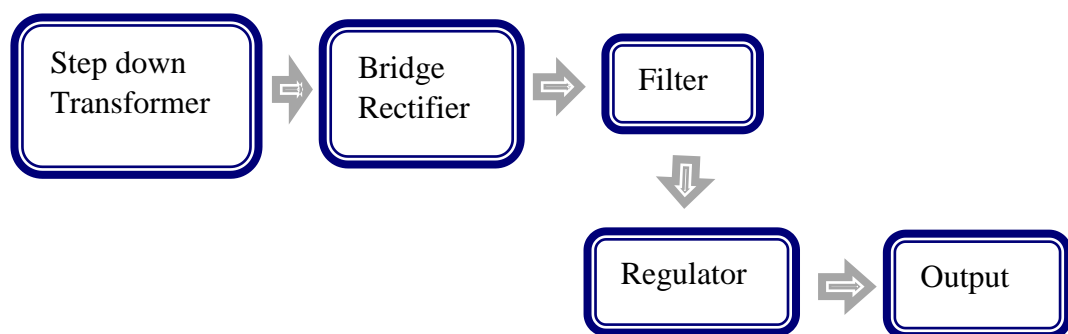 Step down
Transformer
Bridge
Rectifier
Filter
Regulator
Output